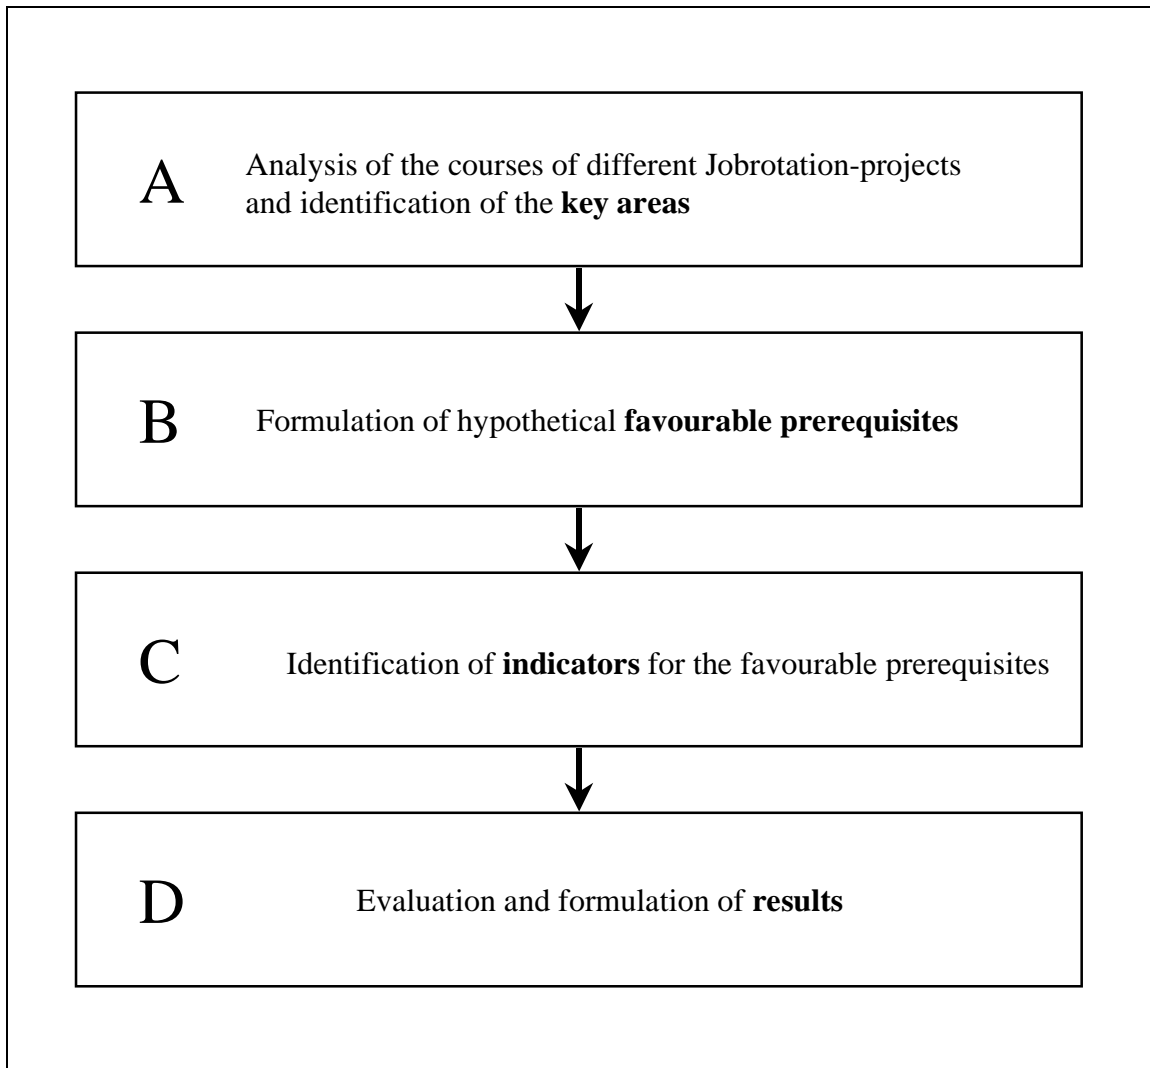 A
Analysis of the courses of different Jobrotation-projects
and identification of the key areas
B
Formulation of hypothetical favourable prerequisites
C
Identification of indicators for the favourable prerequisites
D
Evaluation and formulation of results